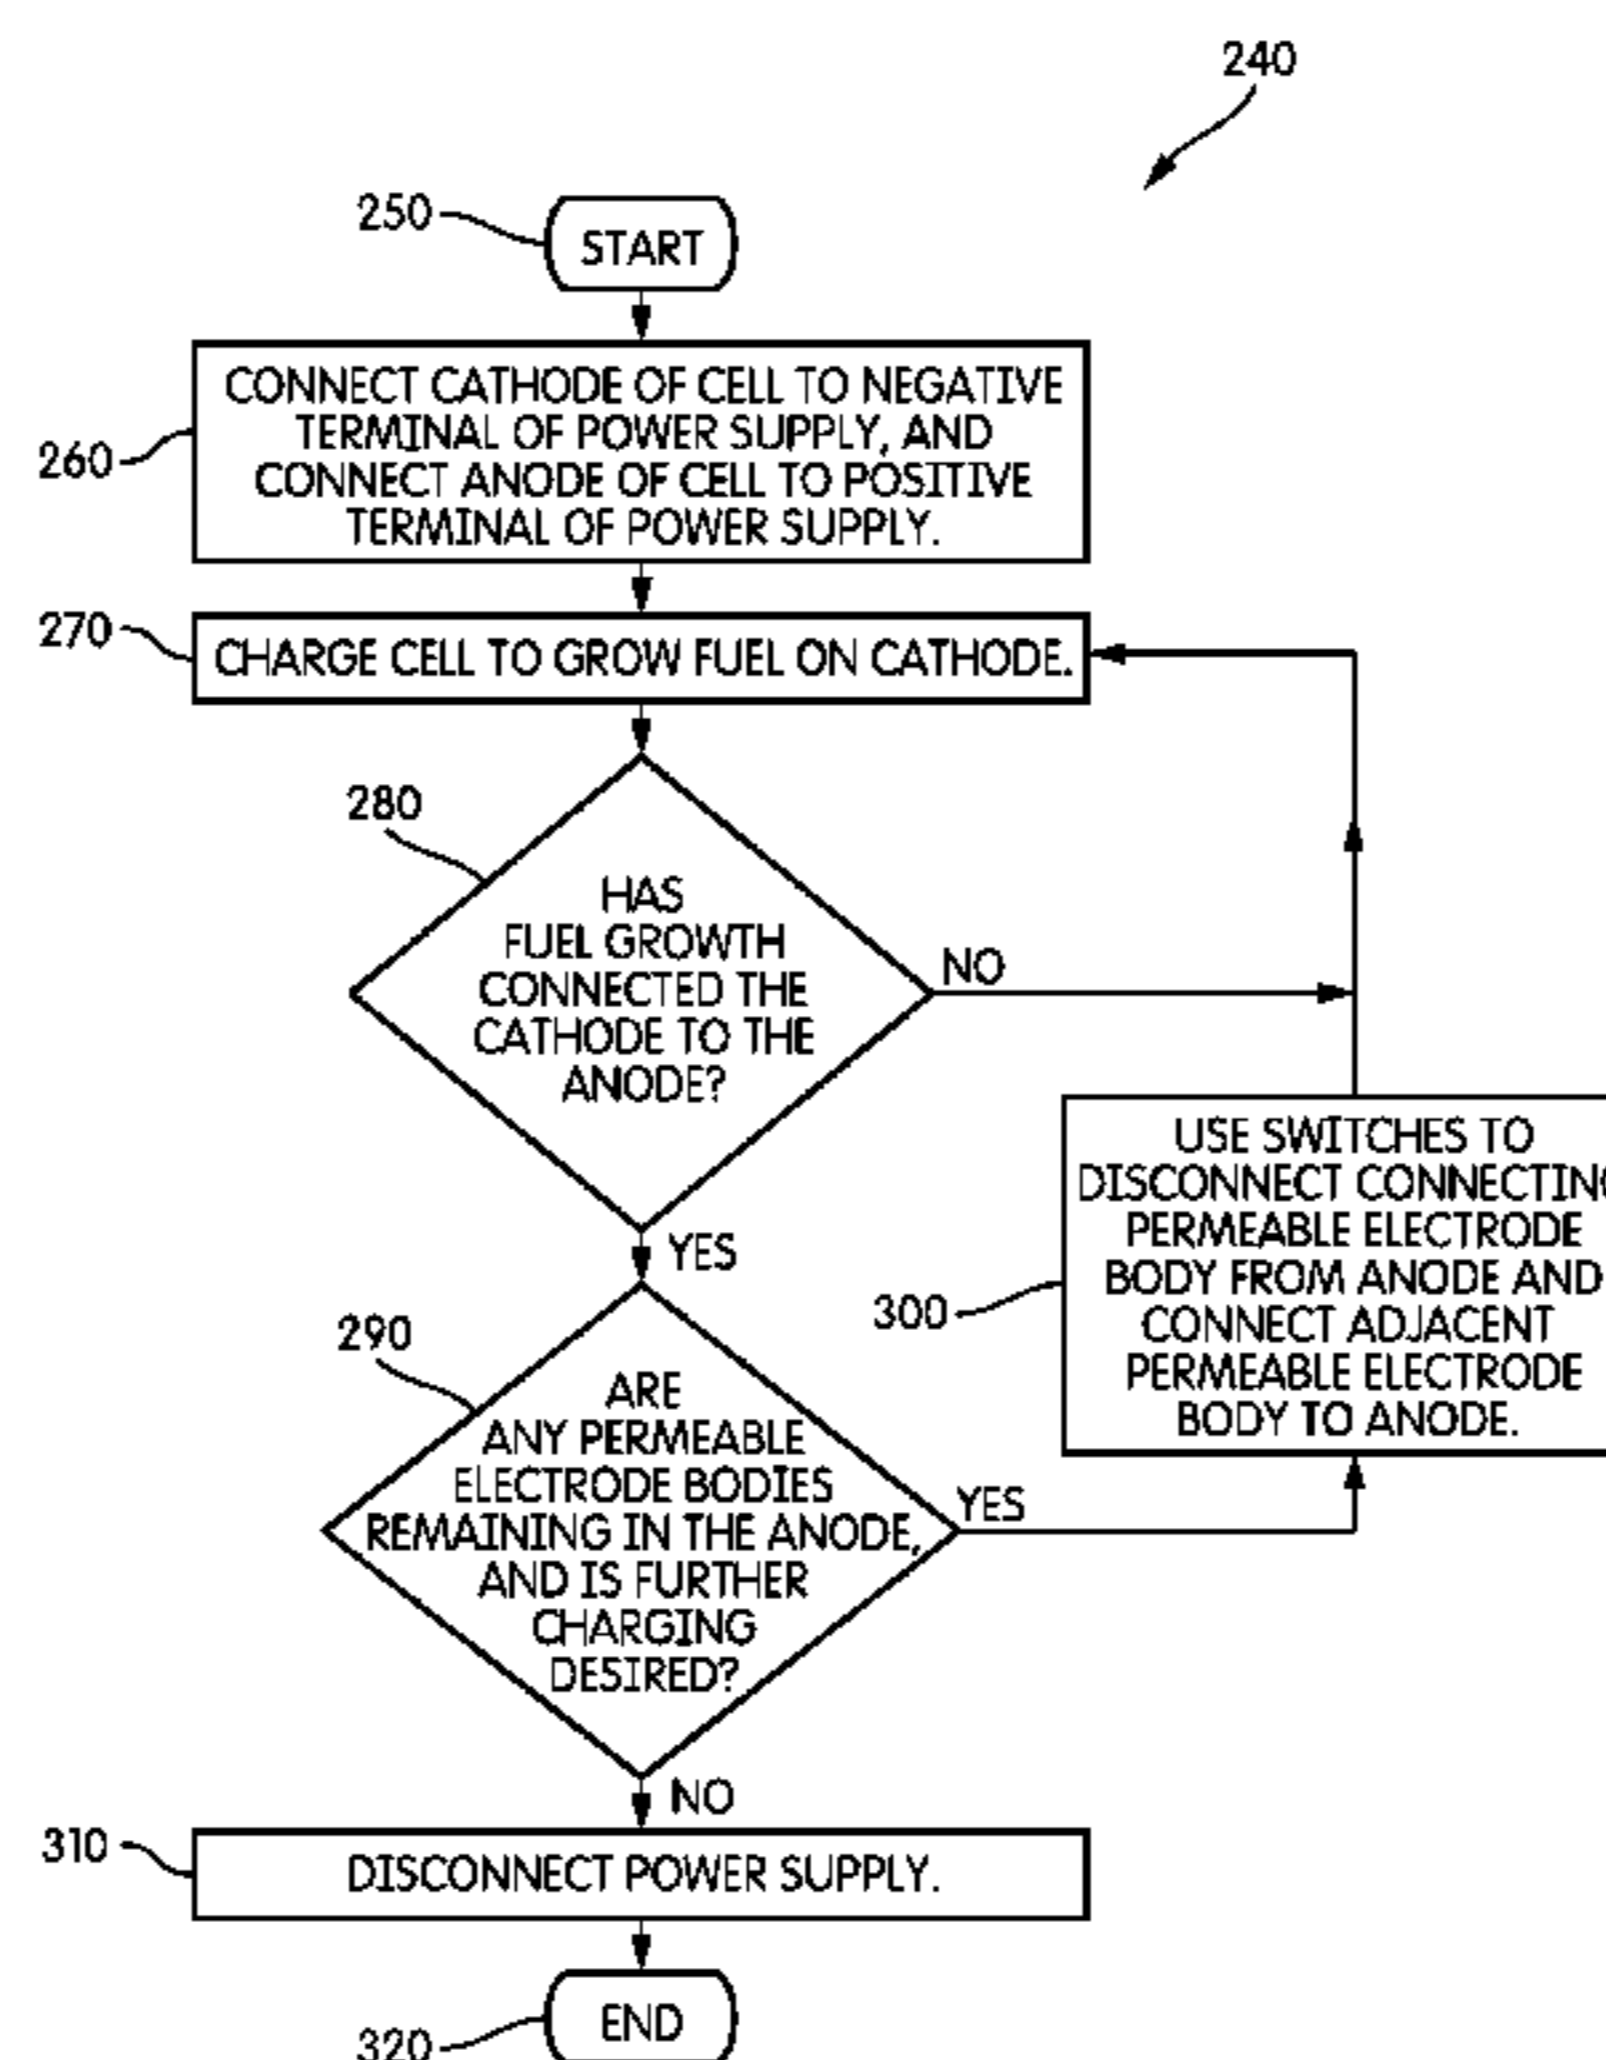 240
250
START
260
CONNECT CATHODE OF CELL TO NEGATIVE
TERMINAL OF POWER SUPPLY, AND
CONNECT ANODE OF CELL TO POSITIVE
TERMINAL OF POWER SUPPLY.
270
CHARGE CELL TO GROW FUEL ON CATHODE.
280
HAS
FUEL GROWTH
CONNECTED THE
CATHODE TO THE
ANODE?
NO
YES
290
ARE
ANY PERMEABLE
ELECTRODE BODIES
REMAINING IN THE ANODE,
AND IS FURTHER
CHARGING
DESIRED?
YES
300
USE SWITCHES TO
DISCONNECT CONNECTING
PERMEABLE ELECTRODE
BODY FROM ANODE AND
CONNECT ADJACENT
PERMEABLE ELECTRODE
BODY TO ANODE.
NO
310
DISCONNECT POWER SUPPLY.
320
END